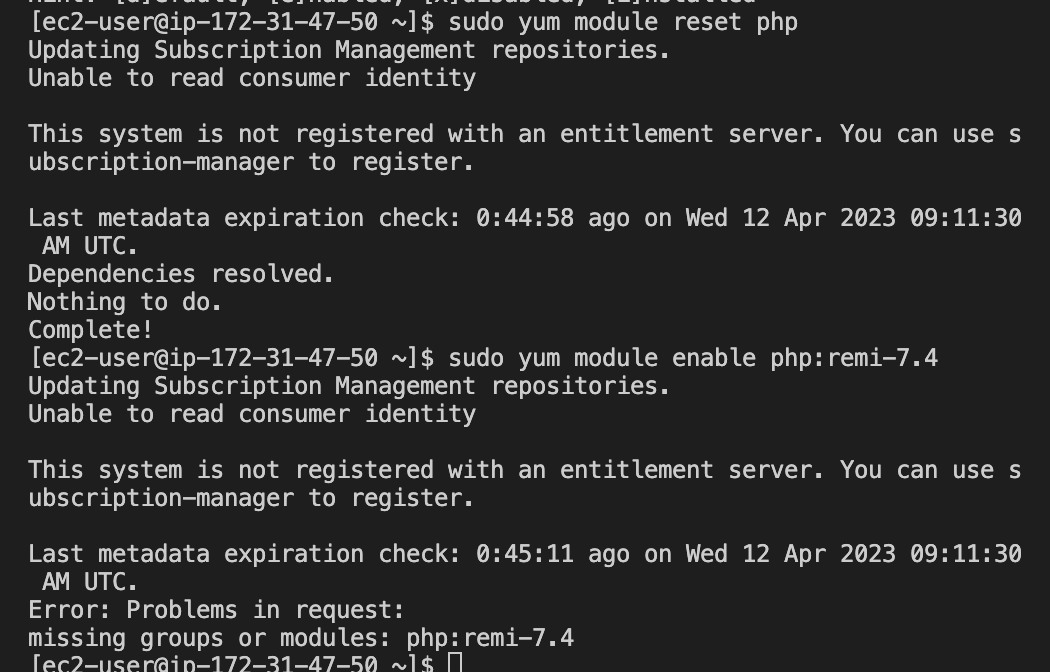 Hint: [d]efault, [e]nabled, [x]disabled, [i]nstalled
[ec2-user@ip-172-31-47-50 ~]$ sudo yum module reset php
Updating Subscription Management repositories.
Unable to read consumer identity
This system is not registered with an entitlement server. You can use s
ubscription-manager to register.
Last metadata expiration check: 0:44:58 ago on Wed 12 Apr 2023 09:11:30
AM UTC.
Dependencies resolved.
Nothing to do.
Complete!
[ec2-user@ip-172-31-47-50 ~]$ sudo yum module enable php:remi-7.4
Updating Subscription Management repositories.
Unable to read consumer identity
This system is not registered with an entitlement server. You can use s
ubscription-manager to register.
Last metadata expiration check: 0:45:11 ago on Wed 12 Apr 2023 09:11:30
AM UTC.
Error: Problems in request:
missing groups or modules: php:remi-7.4
[ec2-user@ip-172-31-47-50 ~]$